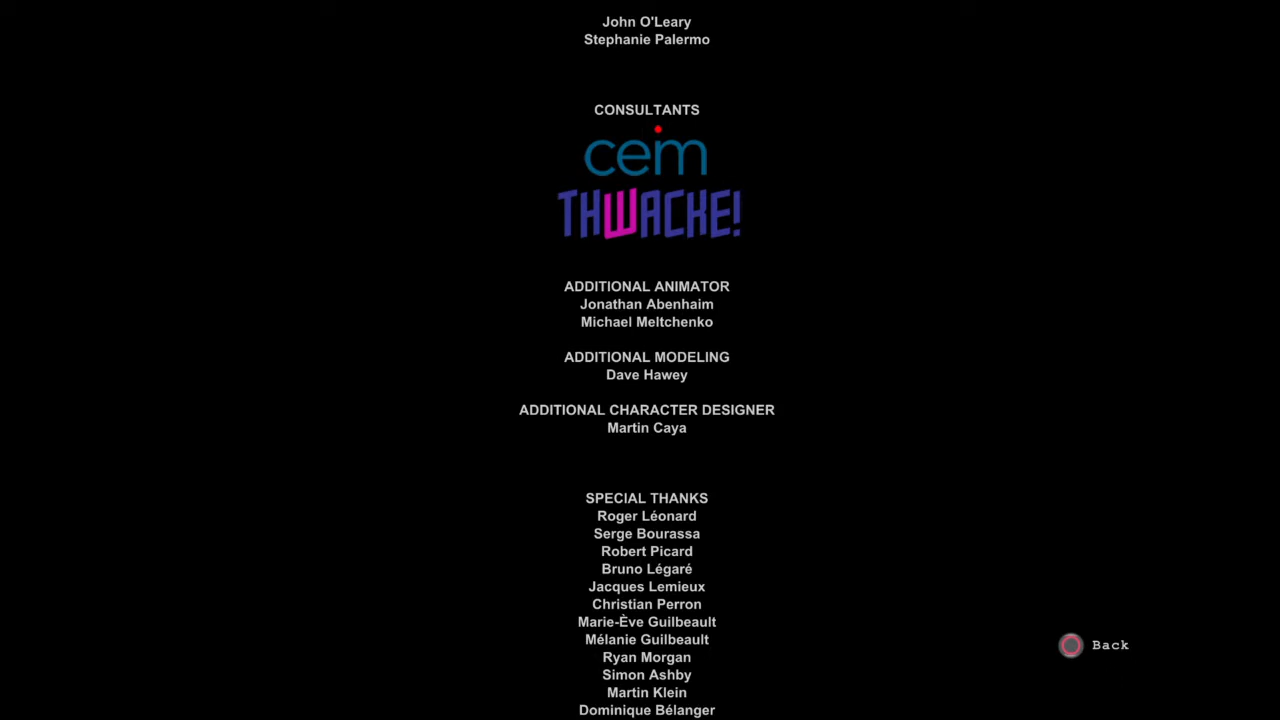 John O'Leary
Stephanie Palermo
CONSULTANTS
ceim
THWACKE!
ADDITIONAL ANIMATOR
Jonathan Abenhaim
Michael Meltchenko
ADDITIONAL MODELING
Dave Hawey
ADDITIONAL CHARACTER DESIGNER
Martin Caya
SPECIAL THANKS
Roger Léonard
Serge Bourassa
Robert Picard
Bruno Légaré
Jacques Lemieux
Christian Perron
Marie-Ève Guilbeault
Mélanie Guilbeault
Back
Ryan Morgan
Simon Ashby
Martin Klein
Dominique Bélanger